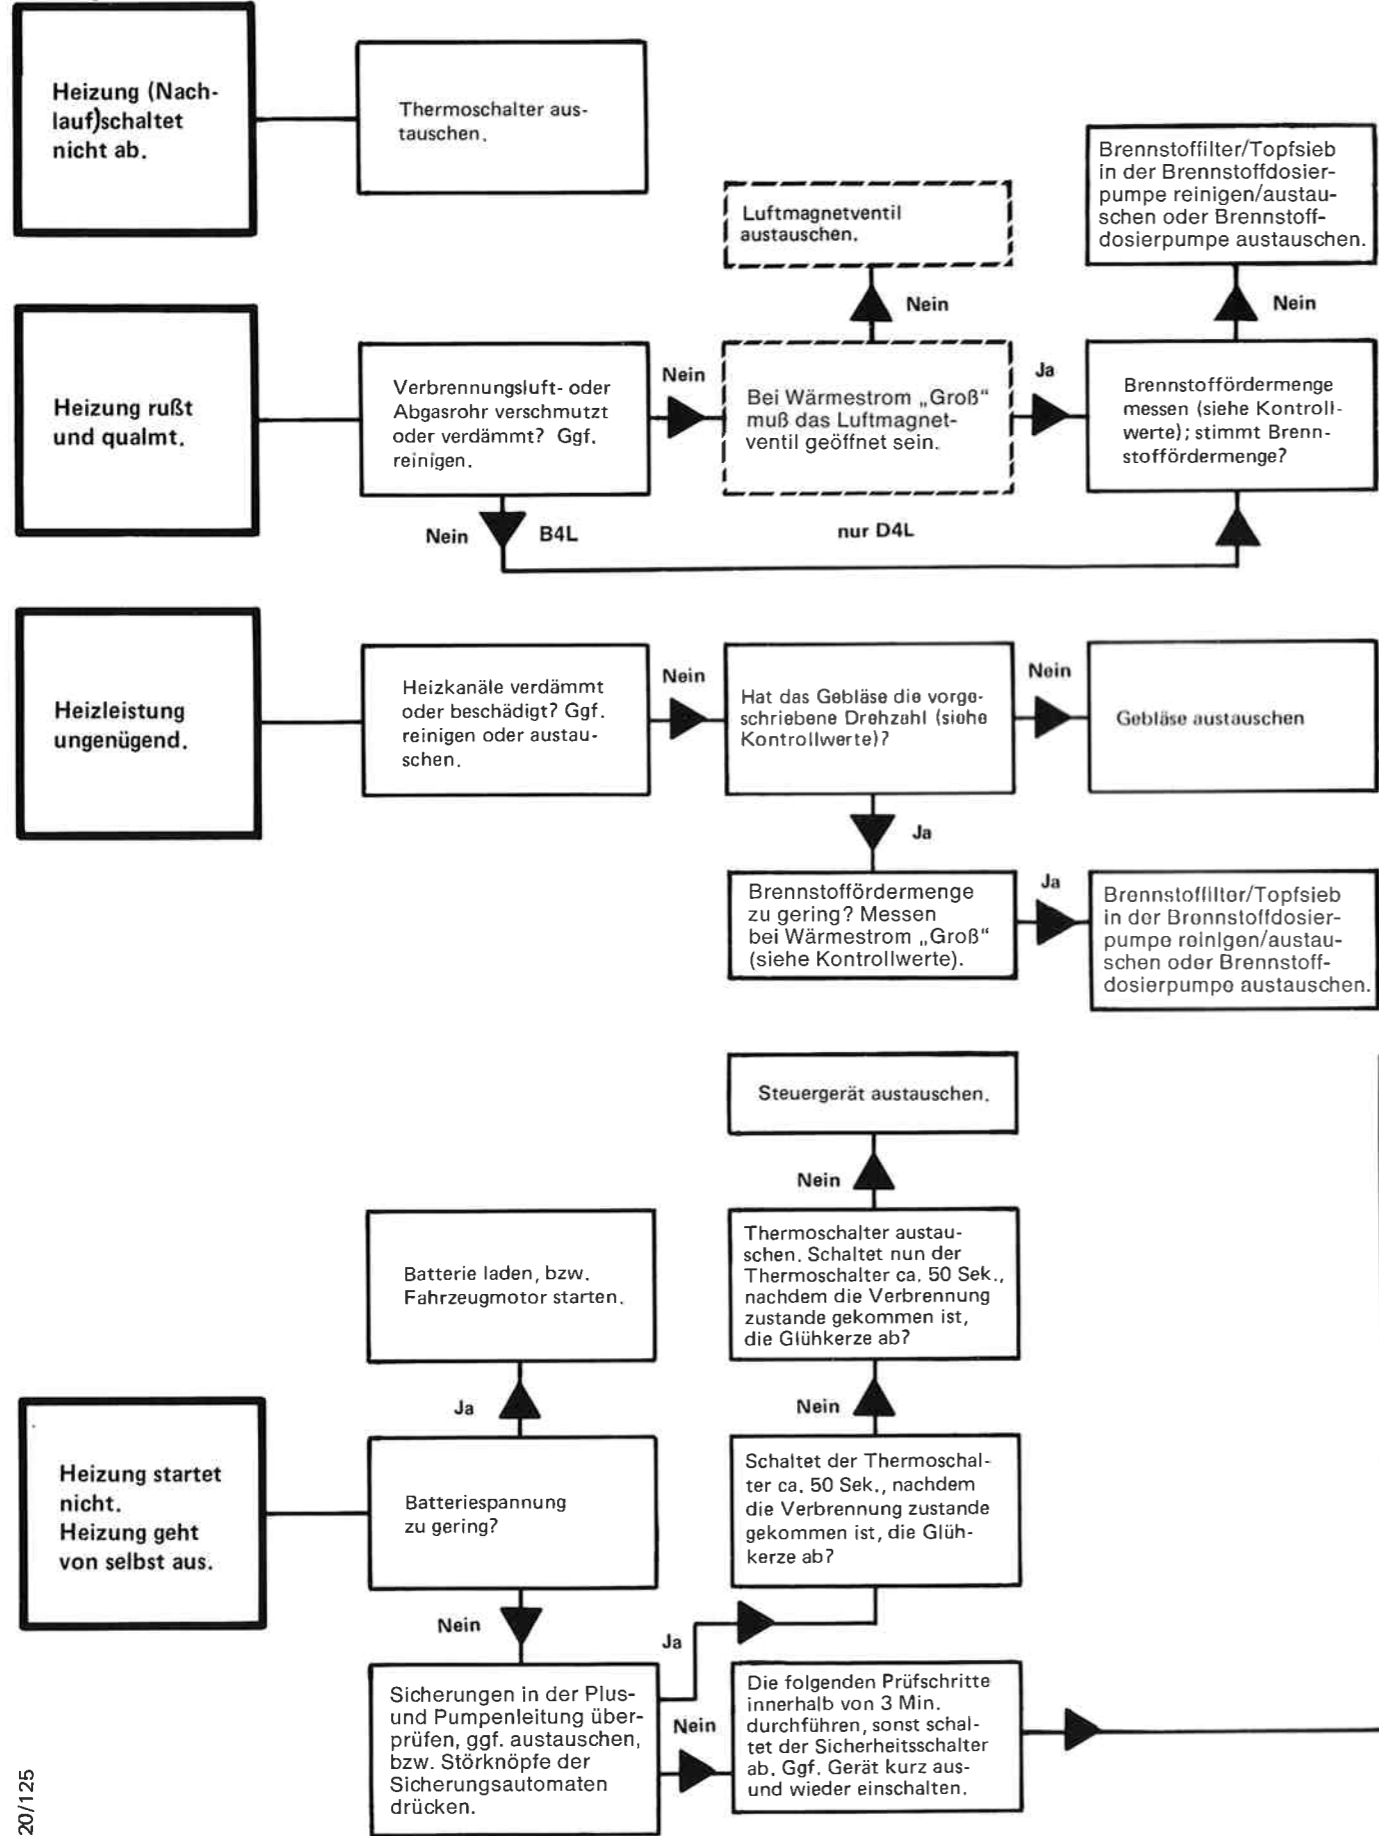 Heizung (Nach-
lauf)schaltet
nicht ab.
Thermoschalter aus-
tauschen.
Heizung rußt
und qualmt.
Verbrennungsluft- oder
Abgasrohr verschmutzt
oder verdämmt? Ggf.
reinigen.
Nein
Bei Wärmestrom „Groß“
muß das Luftmagnet-
ventil geöffnet sein.
Nein
Luftmagnetventil
austauschen.
Ja
Brennstoffördermenge
messen (siehe Kontroll-
werte); stimmt Brenn-
stoffördermenge?
Nein
Brennstoffilter/Topfsieb
in der Brennstoffdosier-
pumpe reinigen/austau-
schen oder Brennstoff-
dosierpumpe austauschen.
Nein
B4L
nur D4L
Heizleistung
ungenügend.
Heizkanäle verdämmt
oder beschädigt? Ggf.
reinigen oder austau-
schen.
Nein
Hat das Gebläse die vorge-
schriebene Drehzahl (siehe
Kontrollwerte)?
Nein
Gebläse austauschen
Ja
Brennstoffördermenge
zu gering? Messen
bei Wärmestrom „Groß“
(siehe Kontrollwerte).
Ja
Brennstoffilter/Topfsieb
in der Brennstoffdosier-
pumpe reinigen/austau-
schen oder Brennstoff-
dosierpumpe austauschen.
Heizung startet
nicht.
Heizung geht
von selbst aus.
Batteriespannung
zu gering?
Ja
Batterie laden, bzw.
Fahrzeugmotor starten.
Nein
Sicherungen in der Plus-
und Pumpenleitung über-
prüfen, ggf. austauschen,
bzw. Störknöpfe der
Sicherungsautomaten
drücken.
Ja
Schaltet der Thermoschal-
ter ca. 50 Sek., nachdem
die Verbrennung zustande
gekommen ist, die Glüh-
kerze ab?
Nein
Thermoschalter austau-
schen. Schaltet nun der
Thermoschalter ca. 50 Sek.,
nachdem die Verbrennung
zustande gekommen ist,
die Glühkerze ab?
Nein
Steuergerät austauschen.
Nein
Die folgenden Prüfschritte
innerhalb von 3 Min.
durchführen, sonst schal-
tet der Sicherheitsschalter
ab. Ggf. Gerät kurz aus-
und wieder einschalten.
20/125